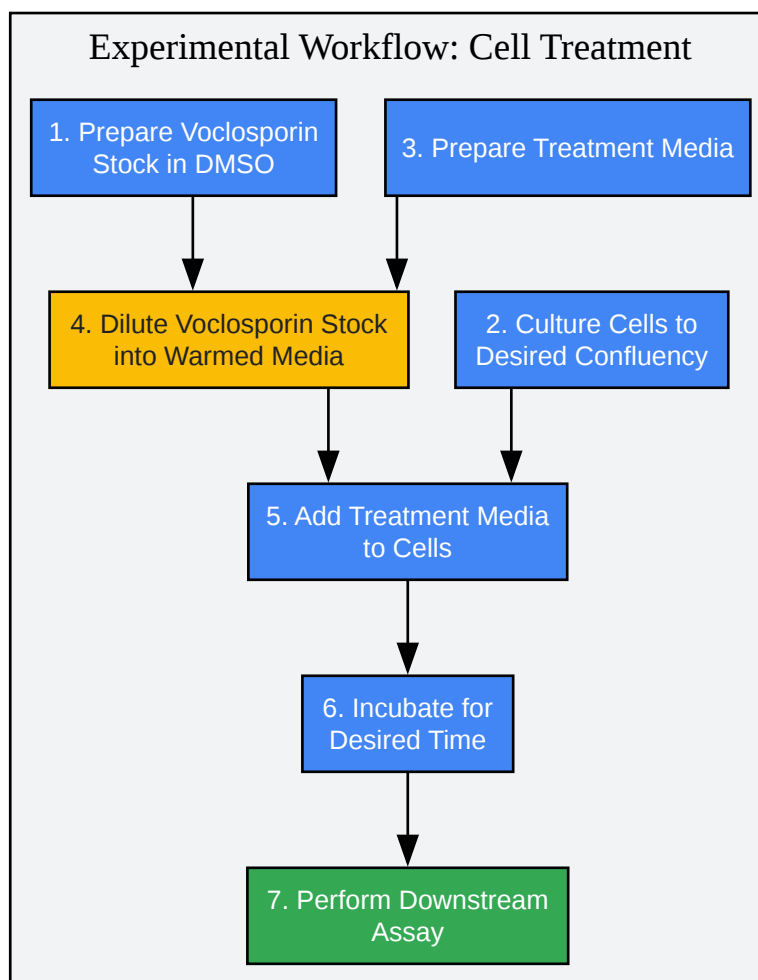 Experimental Workflow: Cell Treatment
1. Prepare Voclosporin
Stock in DMSO
3. Prepare Treatment Media
4. Dilute Voclosporin Stock
into Warmed Media
2. Culture Cells to
Desired Confluency
5. Add Treatment Media
to Cells
6. Incubate for
Desired Time
7. Perform Downstream
Assay